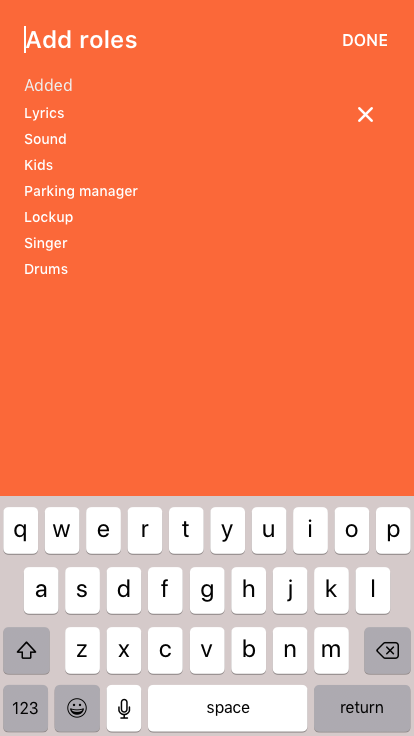 Add roles DONE
Added
Lyrics
Sound
Kids
Parking manager
Lockup
Singer
Drums
q w e r t y u i o p
a s d f g h j k l
z x c v b n m
123 space return